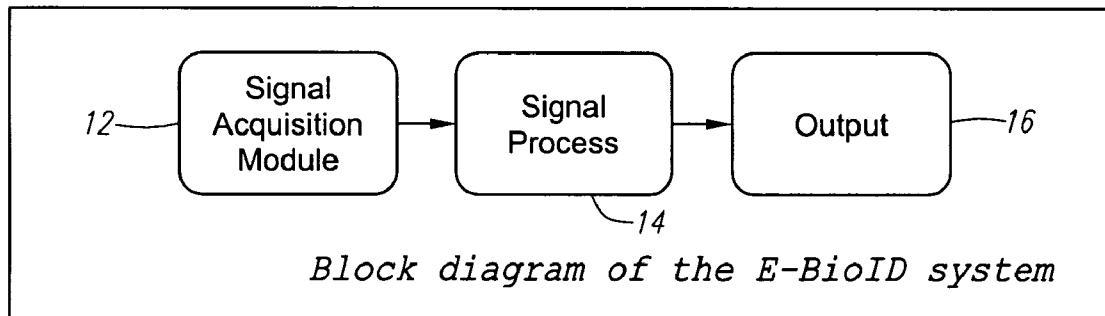 Signal
Acquisition
Module
Signal
Process
Output
12
14
16
Block diagram of the E-BioID system